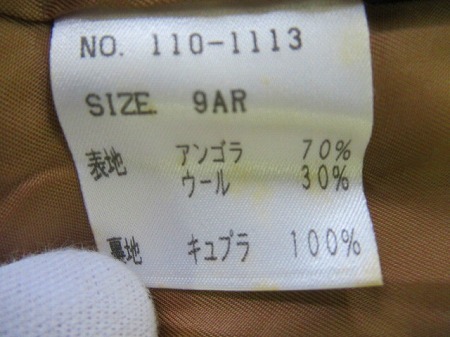 NO. 110-1113
SIZE. 9AR
表地 アンゴラ 70%
ウール 30%
裏地 キュプラ 100%